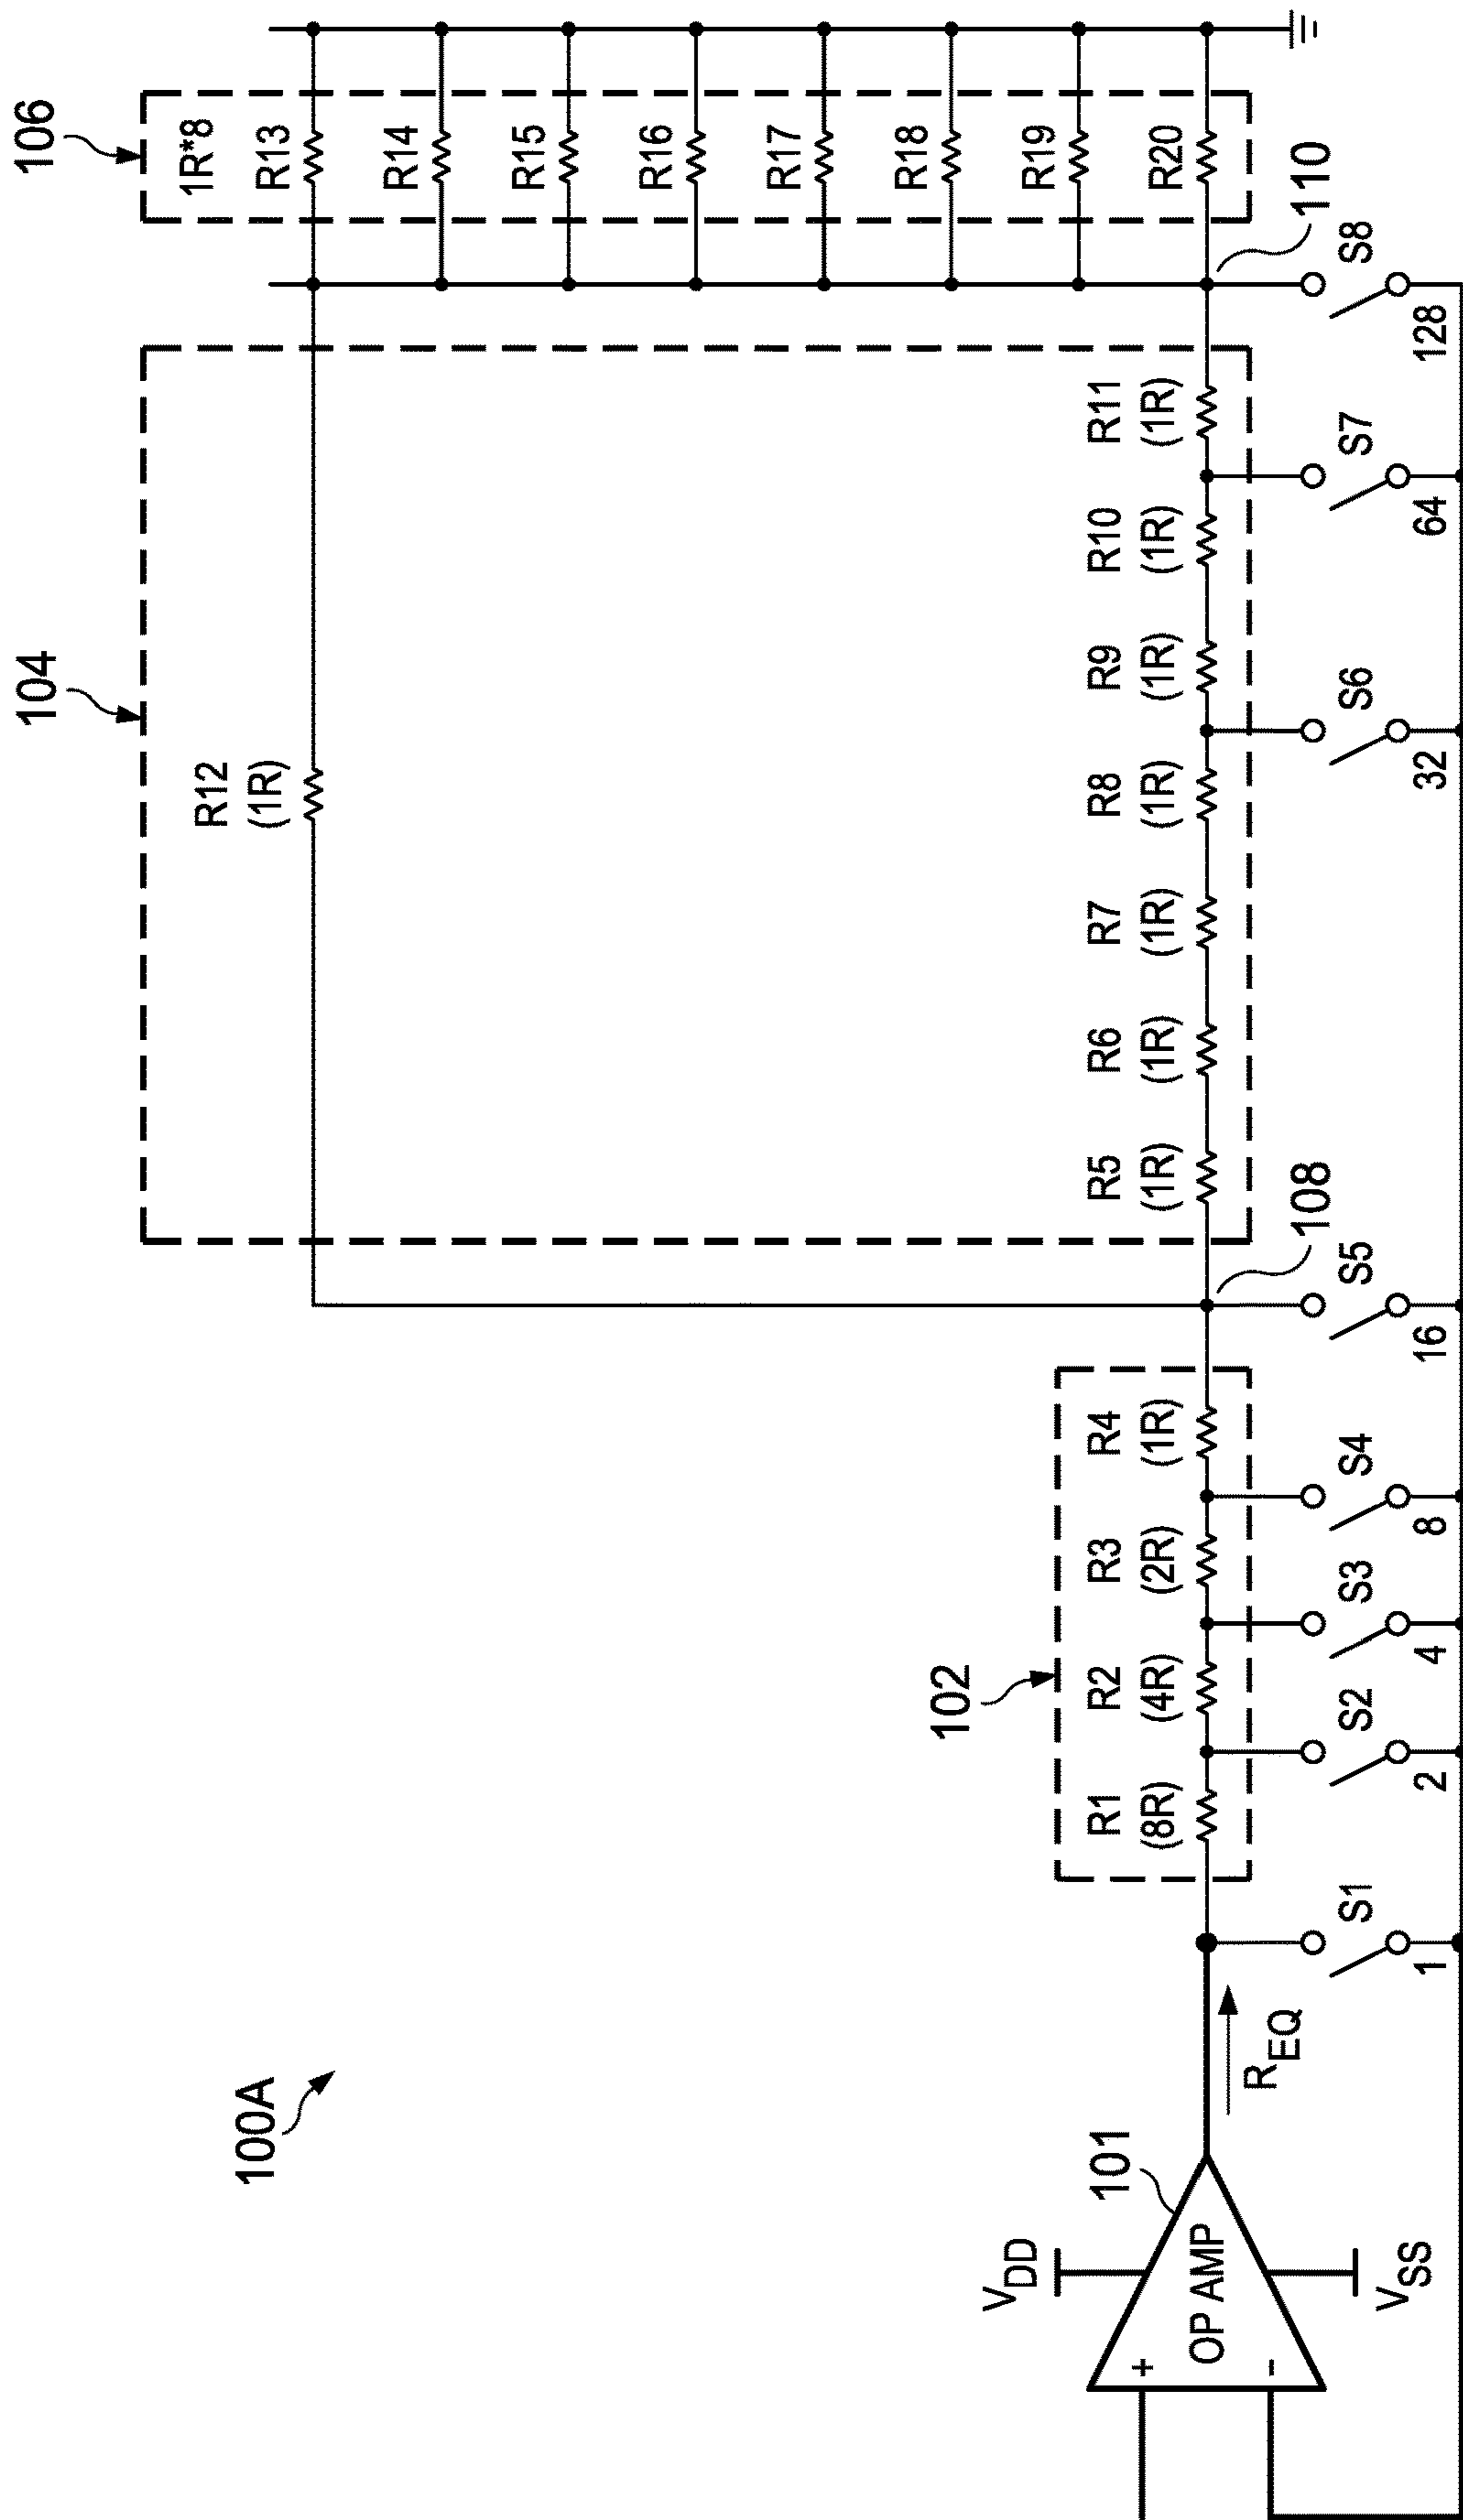 100A
101
OP AMP
+
-
V_DD
V_SS
R_EQ
102
R1
(8R)
R2
(4R)
R3
(2R)
R4
(1R)
104
R12
(1R)
R5
(1R)
R6
(1R)
R7
(1R)
R8
(1R)
R9
(1R)
R10
(1R)
R11
(1R)
106
1R*8
R13
R14
R15
R16
R17
R18
R19
R20
108
110
S1
1
S2
2
S3
4
S4
8
S5
16
S6
32
S7
64
S8
128